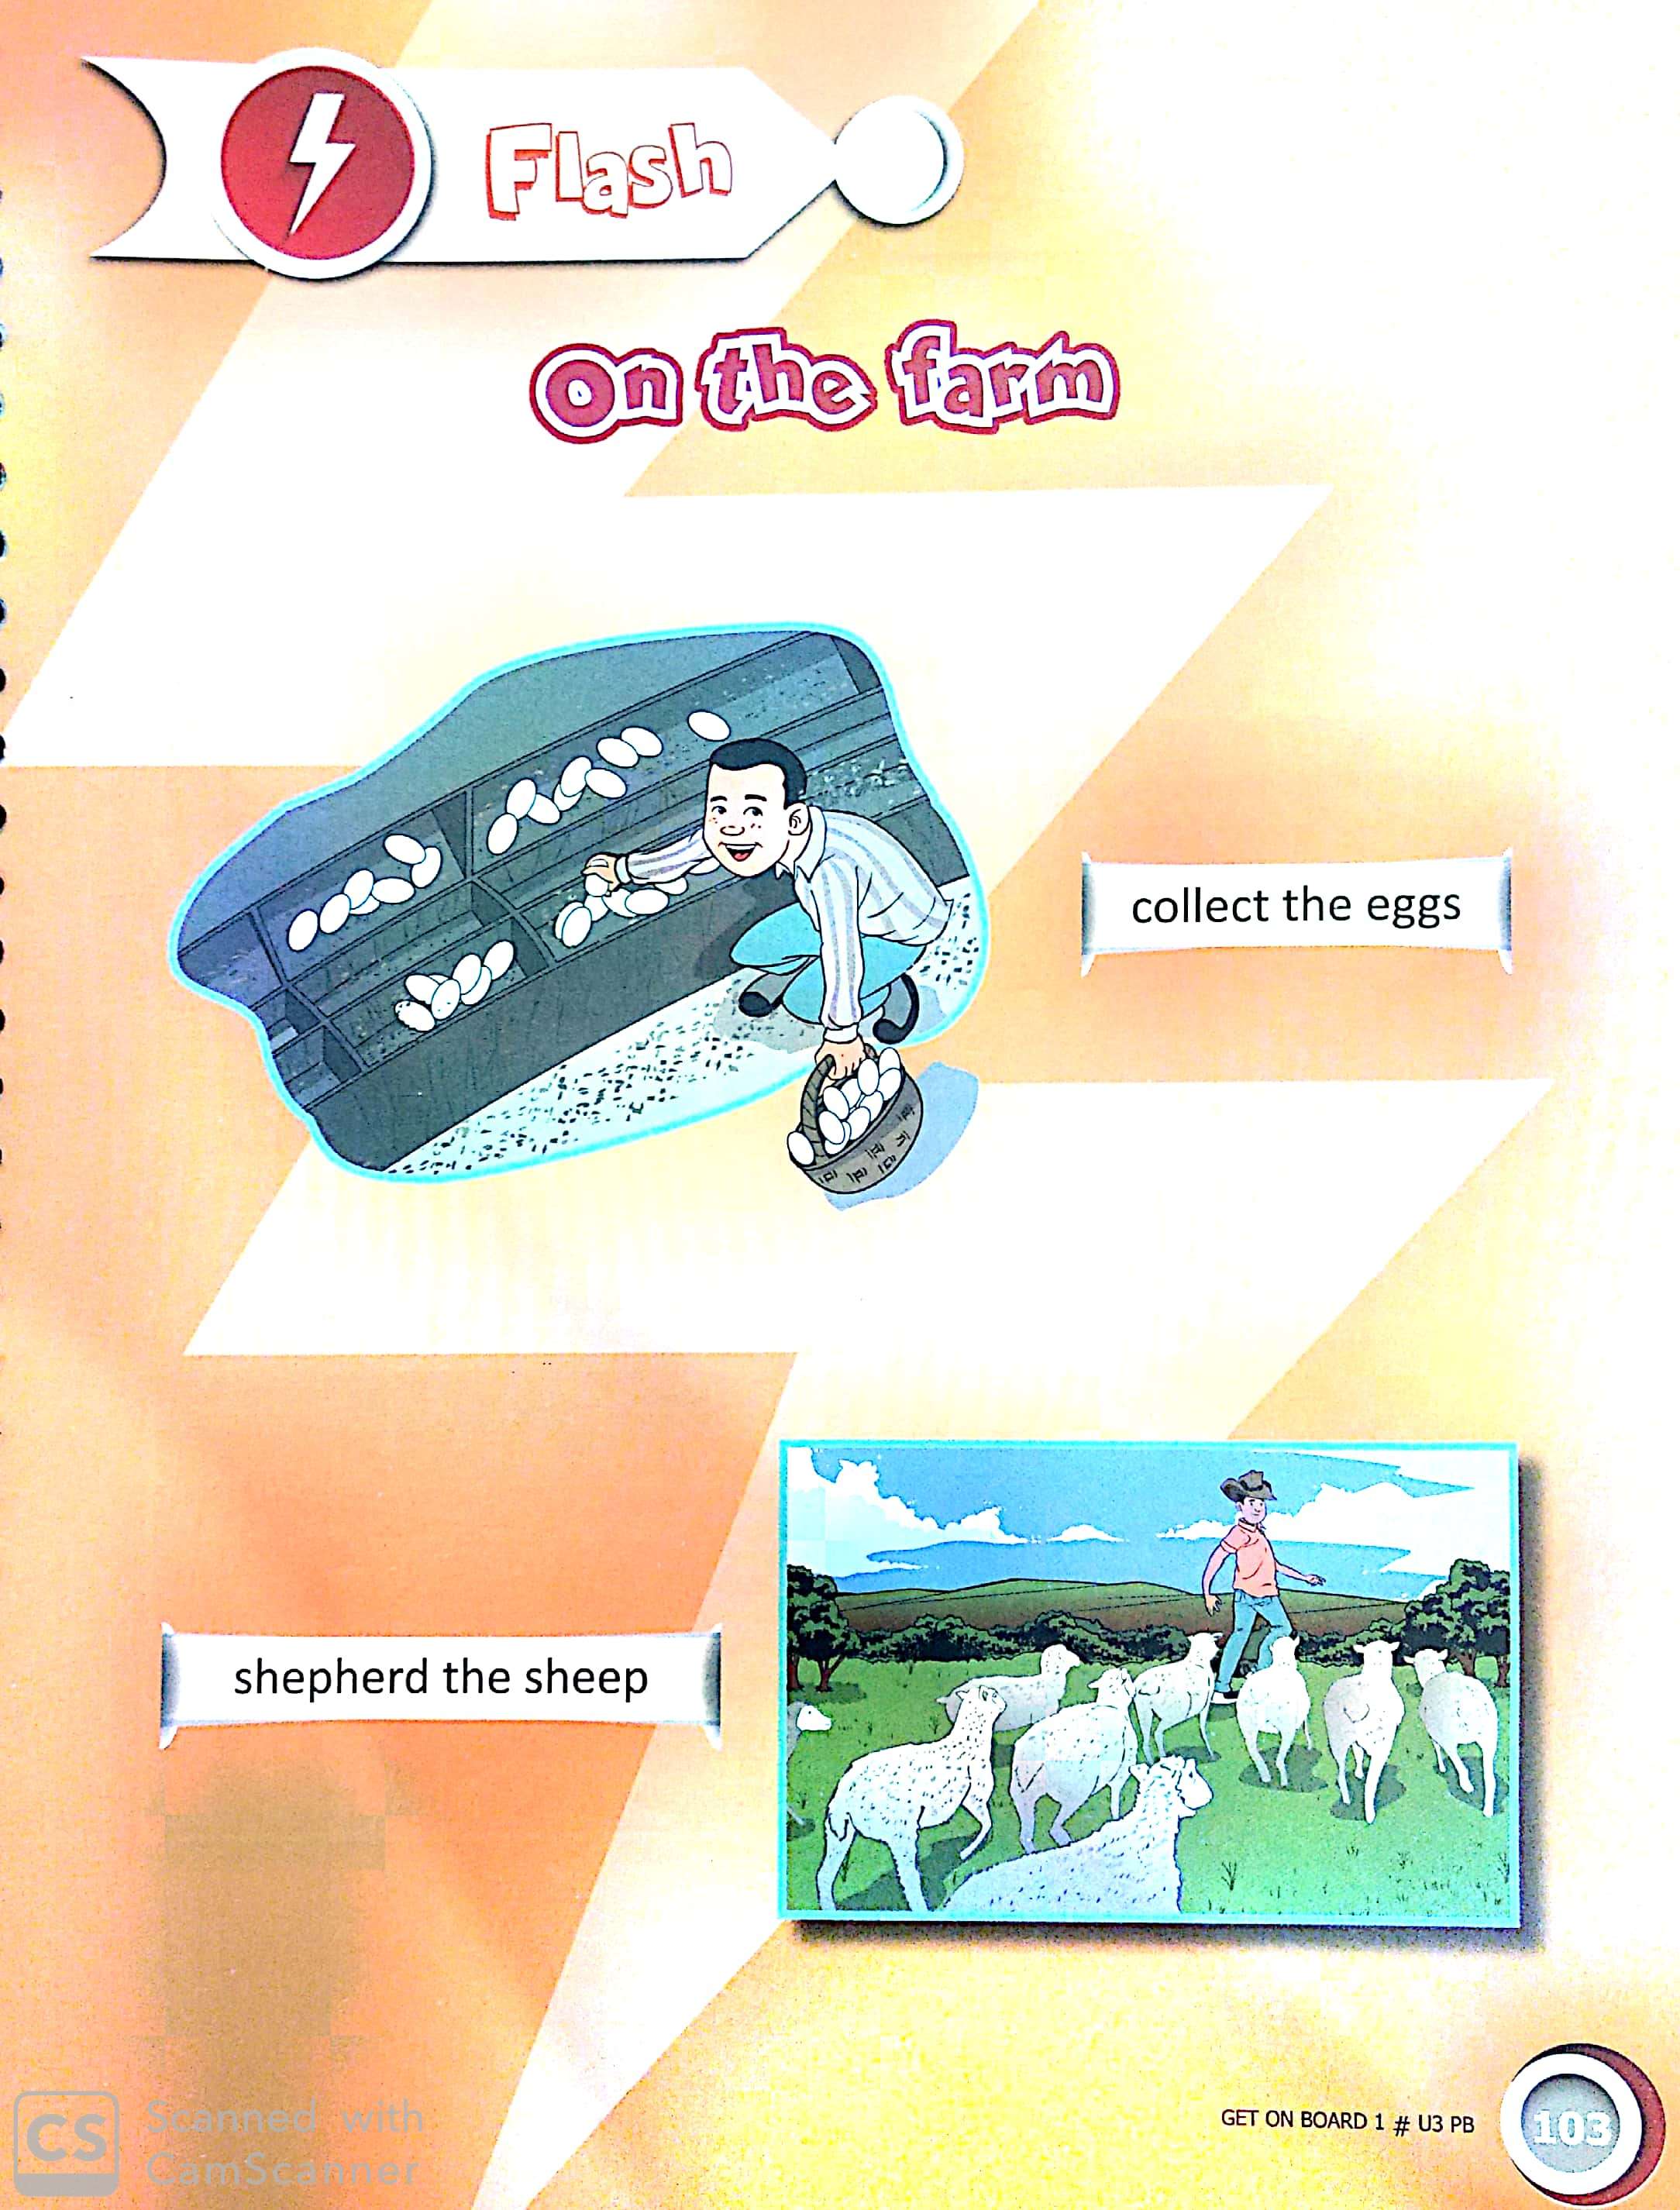 Flash
On the farm
collect the eggs
shepherd the sheep
GET ON BOARD 1 # U3 PB
103
CS
Scanned with
CamScanner